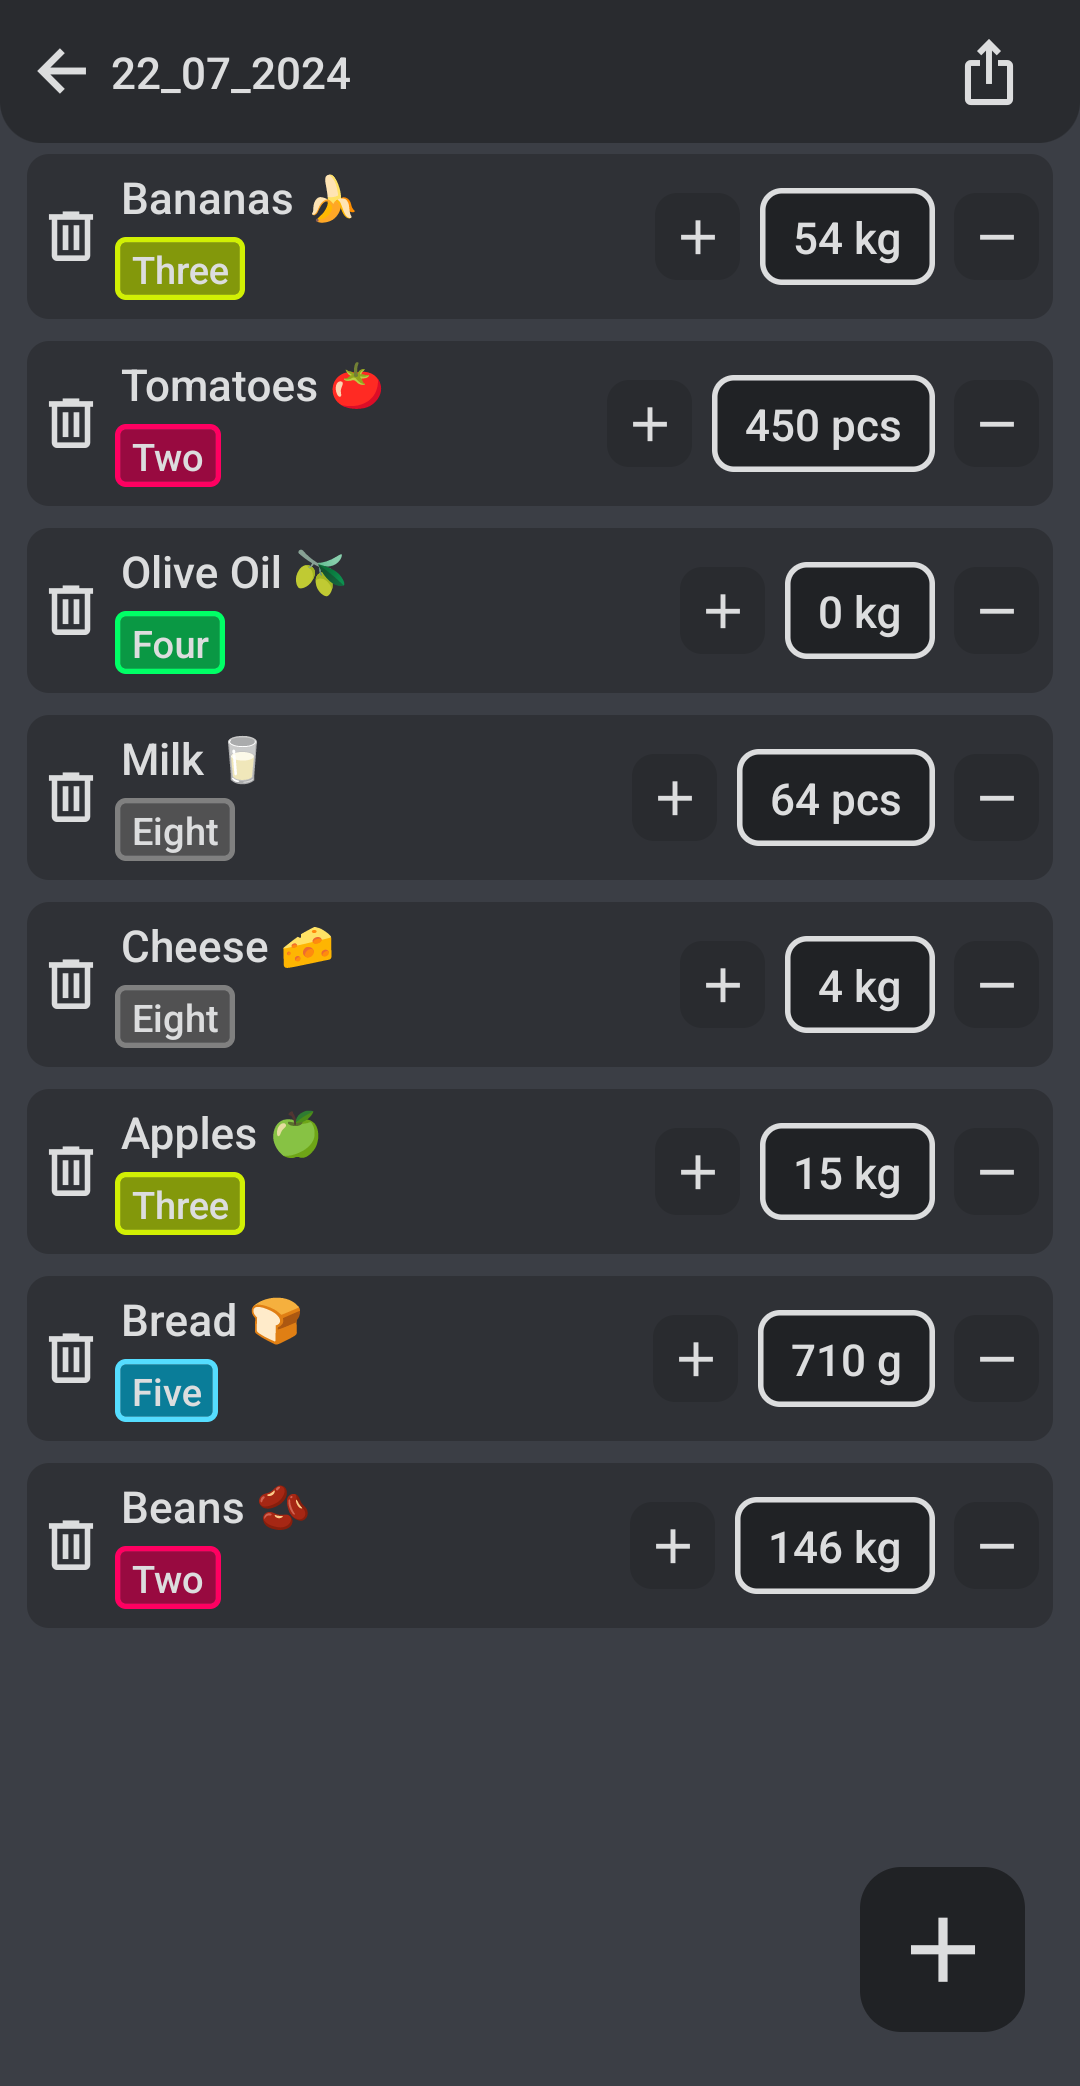 22_07_2024
Bananas 🍌
Three
54 kg
Tomatoes 🍅
Two
450 pcs
Olive Oil 🫒
Four
0 kg
Milk 🥛
Eight
64 pcs
Cheese 🧀
Eight
4 kg
Apples 🍏
Three
15 kg
Bread 🍞
Five
710 g
Beans 🫘
Two
146 kg